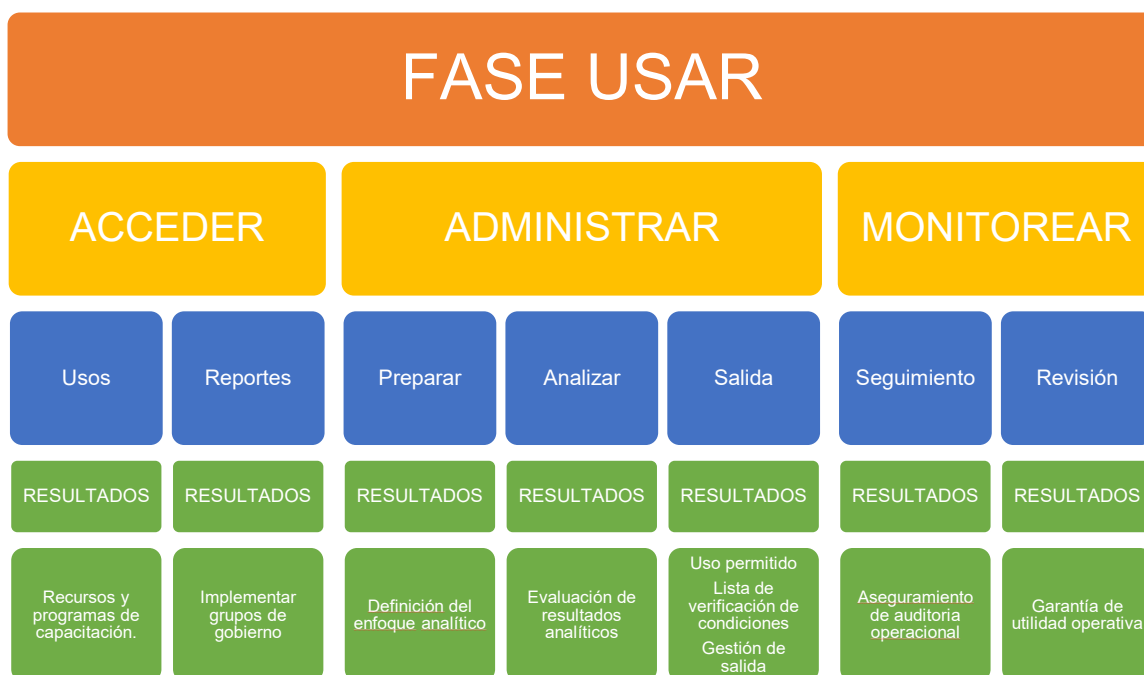 FASE USAR
ACCEDER
ADMINISTRAR
MONITOREAR
Usos
Reportes
Preparar
Analizar
Salida
Seguimiento
Revisión
RESULTADOS
RESULTADOS
RESULTADOS
RESULTADOS
RESULTADOS
RESULTADOS
RESULTADOS
Recursos y
programas de
capacitación.
Implementar
grupos de
gobierno
Definición del
enfoque analítico
Evaluación de
resultados
analíticos
Uso permitido
Lista de
verificación de
condiciones
Gestión de
salida
Aseguramiento
de auditoria
operacional
Garantía de
utilidad operativa